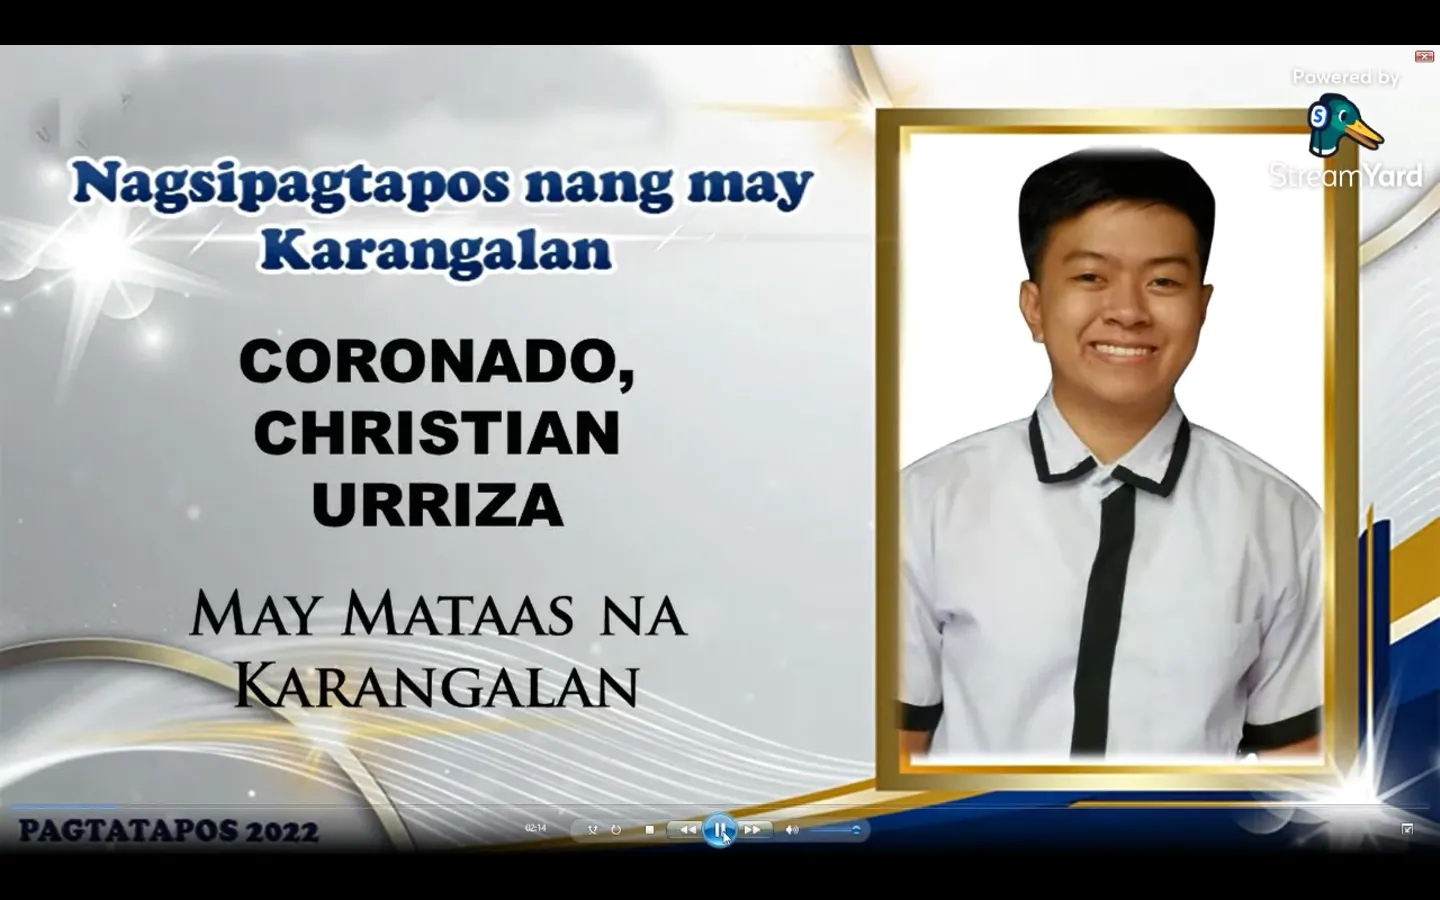 Powered by
StreamYard
Nagsipagtapos nang may
Karangalan
CORONADO,
CHRISTIAN
URRIZA
MAY MATAAS NA
KARANGALAN
PAGTATAPOS 2022
02:14